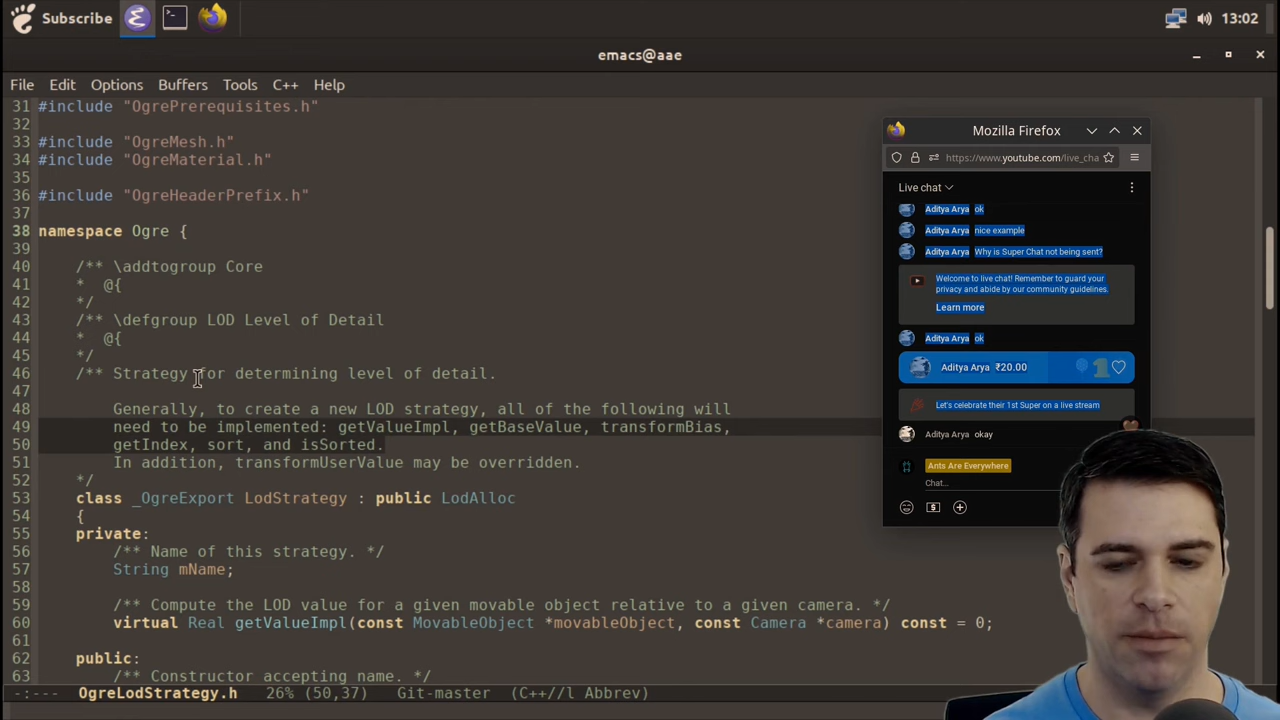 Subscribe
13:02
emacs@aae
File Edit Options Buffers Tools C++ Help
31 #include "OgrePrerequisites.h"
32
33 #include "OgreMesh.h"
34 #include "OgreMaterial.h"
35
36 #include "OgreHeaderPrefix.h"
37
38 namespace Ogre {
39
40 /** \addtogroup Core
41 * @{
42 */
43 /** \defgroup LOD Level of Detail
44 * @{
45 */
46 /** Strategy for determining level of detail.
47
48 Generally, to create a new LOD strategy, all of the following will
49 need to be implemented: getValueImpl, getBaseValue, transformBias,
50 getIndex, sort, and isSorted.
51 In addition, transformUserValue may be overridden.
52 */
53 class _OgreExport LodStrategy : public LodAlloc
54 {
55 private:
56 /** Name of this strategy. */
57 String mName;
58
59 /** Compute the LOD value for a given movable object relative to a given camera. */
60 virtual Real getValueImpl(const MovableObject *movableObject, const Camera *camera) const = 0;
61
62 public:
63 /** Constructor accepting name. */
-:--- OgreLodStrategy.h 26% (50,37) Git-master (C++//l Abbrev)
Mozilla Firefox
https://www.youtube.com/live_cha
Live chat
Aditya Arya ok
Aditya Arya nice example
Aditya Arya Why is Super Chat not being sent?
Welcome to live chat! Remember to guard your
privacy and abide by our community guidelines.
Learn more
Aditya Arya ok
Aditya Arya ₹20.00 1
Let's celebrate their 1st Super on a live stream
Aditya Arya okay
Ants Are Everywhere
Chat...